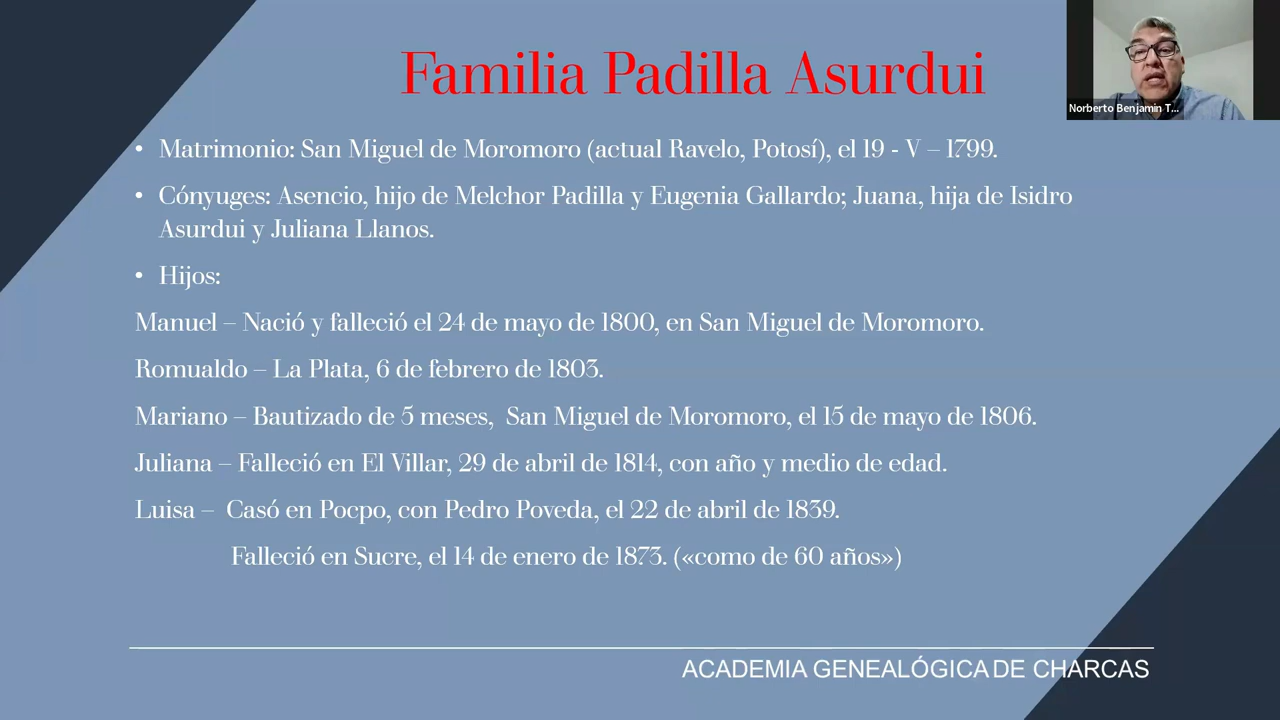 Familia Padilla Asurdui
Norberto Benjamin T...
• Matrimonio: San Miguel de Moromoro (actual Ravelo, Potosí), el 19 - V – 1799.
• Cónyuges: Asencio, hijo de Melchor Padilla y Eugenia Gallardo; Juana, hija de Isidro
Asurdui y Juliana Llanos.
• Hijos:
Manuel – Nació y falleció el 24 de mayo de 1800, en San Miguel de Moromoro.
Romualdo – La Plata, 6 de febrero de 1803.
Mariano – Bautizado de 5 meses, San Miguel de Moromoro, el 15 de mayo de 1806.
Juliana – Falleció en El Villar, 29 de abril de 1814, con año y medio de edad.
Luisa – Casó en Pocpo, con Pedro Poveda, el 22 de abril de 1839.
Falleció en Sucre, el 14 de enero de 1873. («como de 60 años»)
ACADEMIA GENEALÓGICA DE CHARCAS